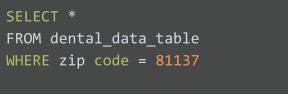 SELECT *
FROM dental_data_table
WHERE zip code = 81137